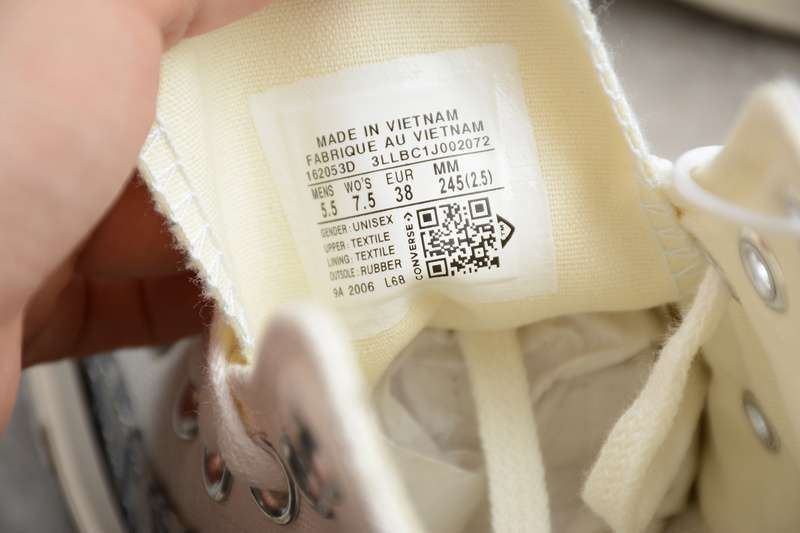 MADE IN VIETNAM
FABRIQUE AU VIETNAM
162053D 3LLBC1J002072
MENS WO'S EUR MM
5.5 7.5 38 245(2.5)
GENDER: UNISEX
UPPER: TEXTILE
LINING: TEXTILE
OUTSOLE: RUBBER
9A 2006 L68
CONVERSE
TM